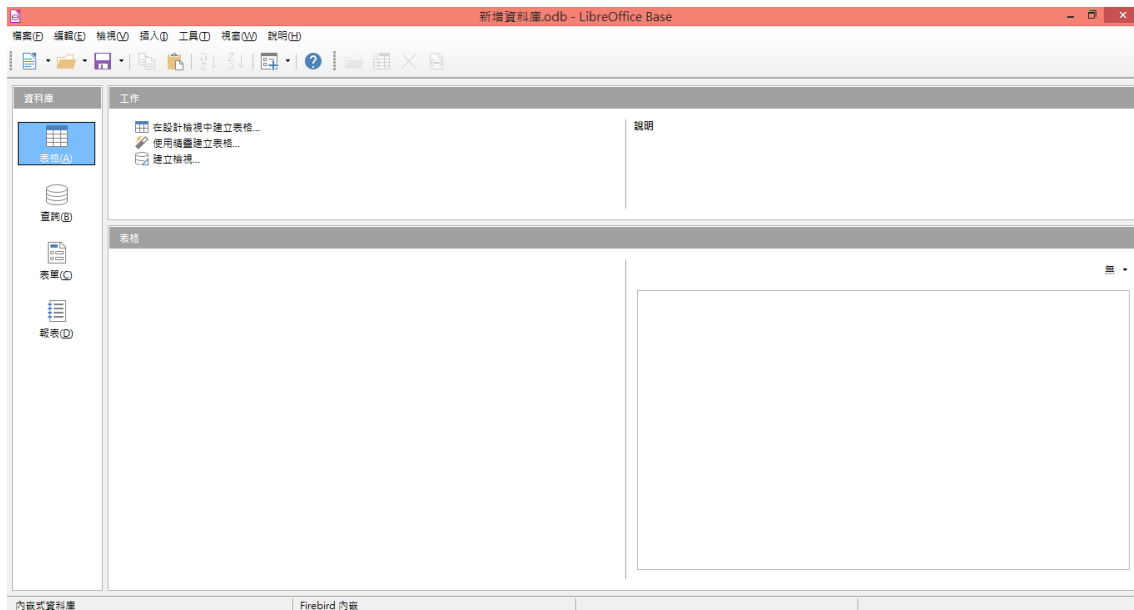 新增資料庫.odb - LibreOffice Base
檔案(F) 編輯(E) 檢視(V) 插入(I) 工具(T) 視窗(W) 說明(H)
資料庫
工作
在設計檢視中建立表格...
使用精靈建立表格...
建立檢視...
說明
表格(A)
查詢(B)
表單(C)
報表(D)
表格
無
內嵌式資料庫
Firebird 內嵌